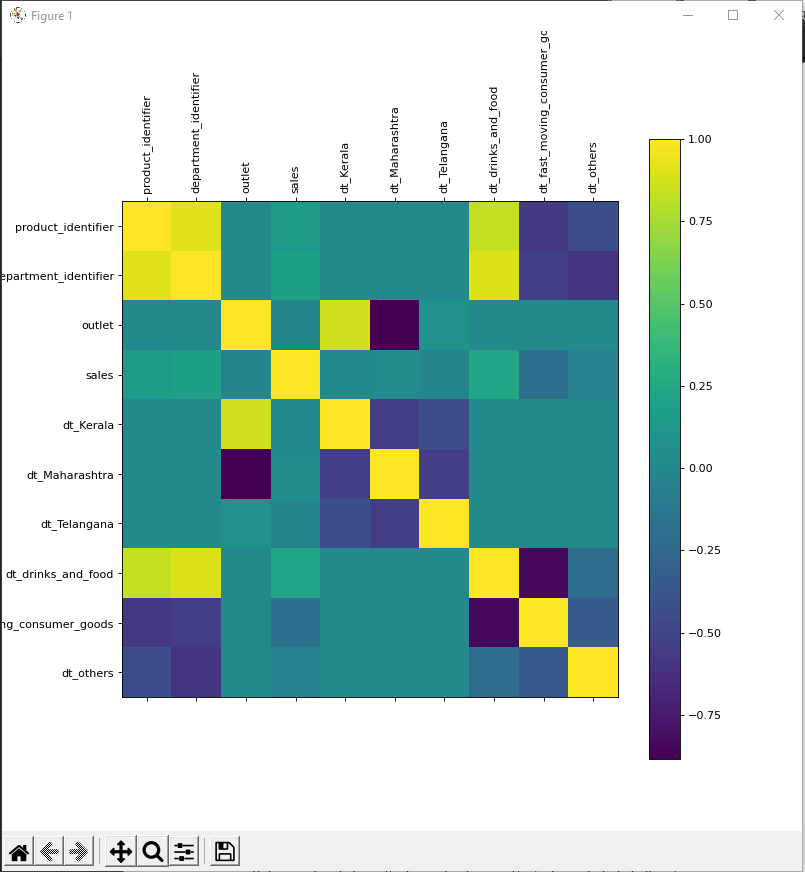 Figure 1
product_identifier
department_identifier
outlet
sales
dt_Kerala
dt_Maharashtra
dt_Telangana
dt_drinks_and_food
dt_fast_moving_consumer_gc
dt_others
product_identifier
epartment_identifier
outlet
sales
dt_Kerala
dt_Maharashtra
dt_Telangana
dt_drinks_and_food
ng_consumer_goods
dt_others
1.00
0.75
0.50
0.25
0.00
−0.25
−0.50
−0.75